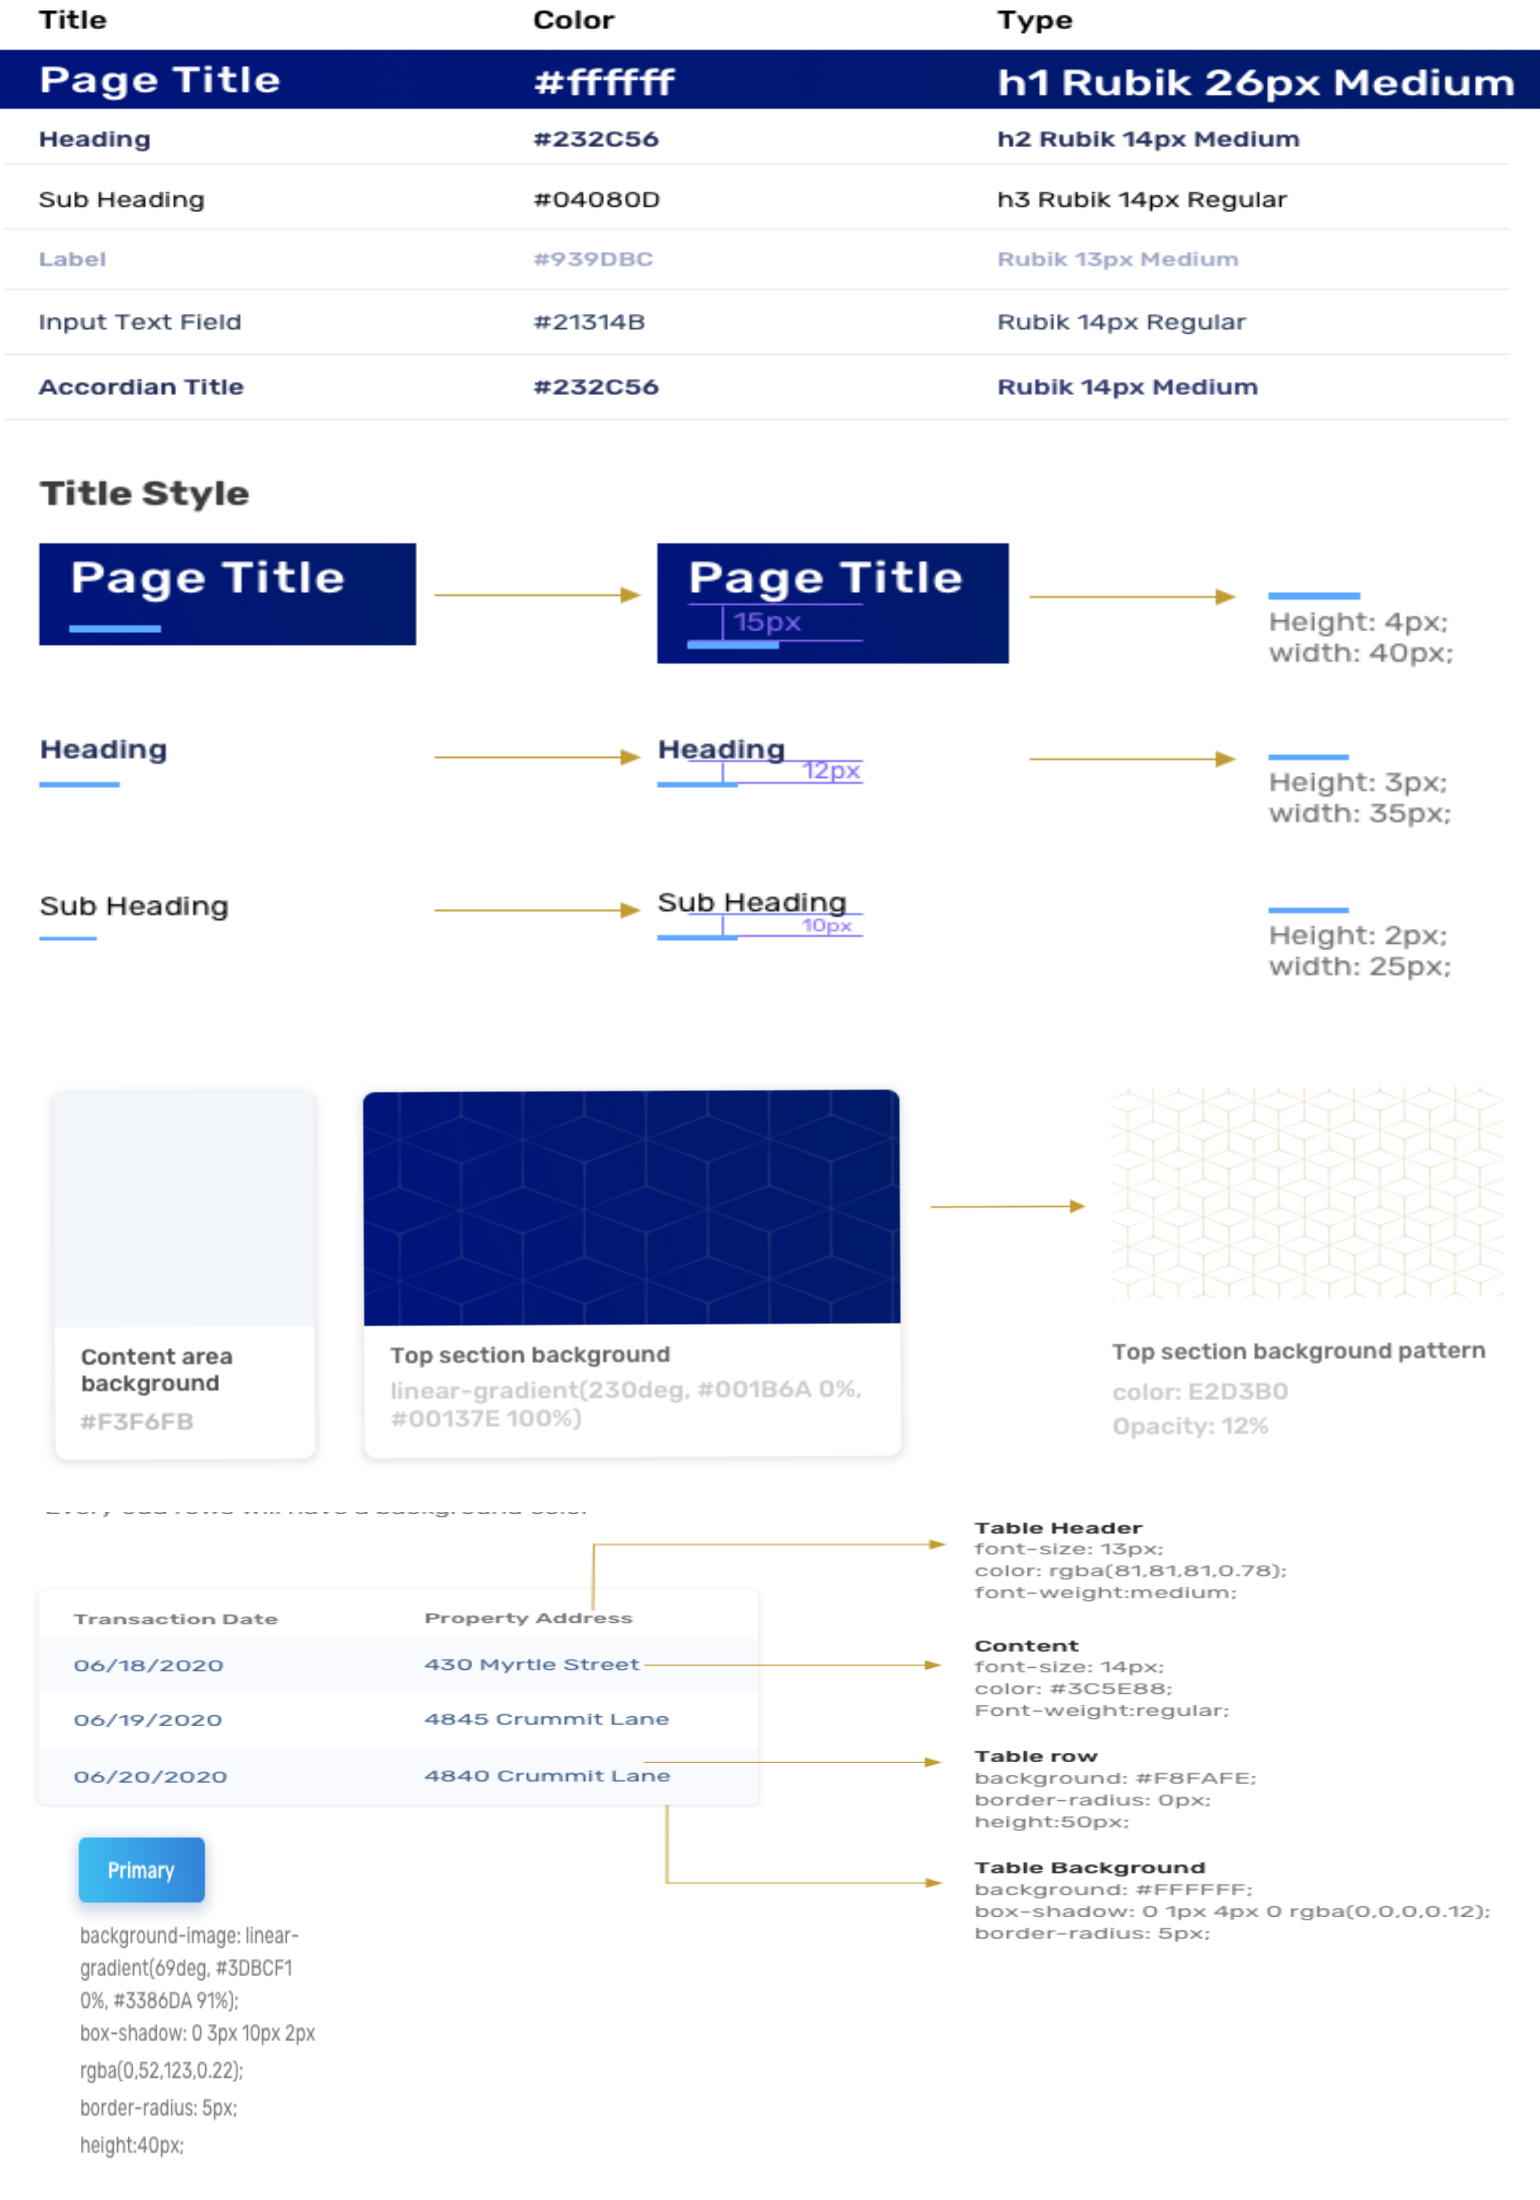 Title Color Type
Page Title #ffffff h1 Rubik 26px Medium
Heading #232C56 h2 Rubik 14px Medium
Sub Heading #04080D h3 Rubik 14px Regular
Label #939DBC Rubik 13px Medium
Input Text Field #21314B Rubik 14px Regular
Accordian Title #232C56 Rubik 14px Medium
Title Style
Page Title
Page Title
15px
Height: 4px;
width: 40px;
Heading
Heading
12px
Height: 3px;
width: 35px;
Sub Heading
Sub Heading
10px
Height: 2px;
width: 25px;
Content area
background
#F3F6FB
Top section background
linear-gradient(230deg, #001B6A 0%,
#00137E 100%)
Top section background pattern
color: E2D3B0
Opacity: 12%
Every odd rows will have a background color
Transaction Date Property Address
06/18/2020 430 Myrtle Street
06/19/2020 4845 Crummit Lane
06/20/2020 4840 Crummit Lane
Table Header
font-size: 13px;
color: rgba(81,81,81,0.78);
font-weight:medium;
Content
font-size: 14px;
color: #3C5E88;
Font-weight:regular;
Table row
background: #F8FAFE;
border-radius: 0px;
height:50px;
Table Background
background: #FFFFFF;
box-shadow: 0 1px 4px 0 rgba(0,0,0,0.12);
border-radius: 5px;
Primary
background-image: linear-
gradient(69deg, #3DBCF1
0%, #3386DA 91%);
box-shadow: 0 3px 10px 2px
rgba(0,52,123,0.22);
border-radius: 5px;
height:40px;